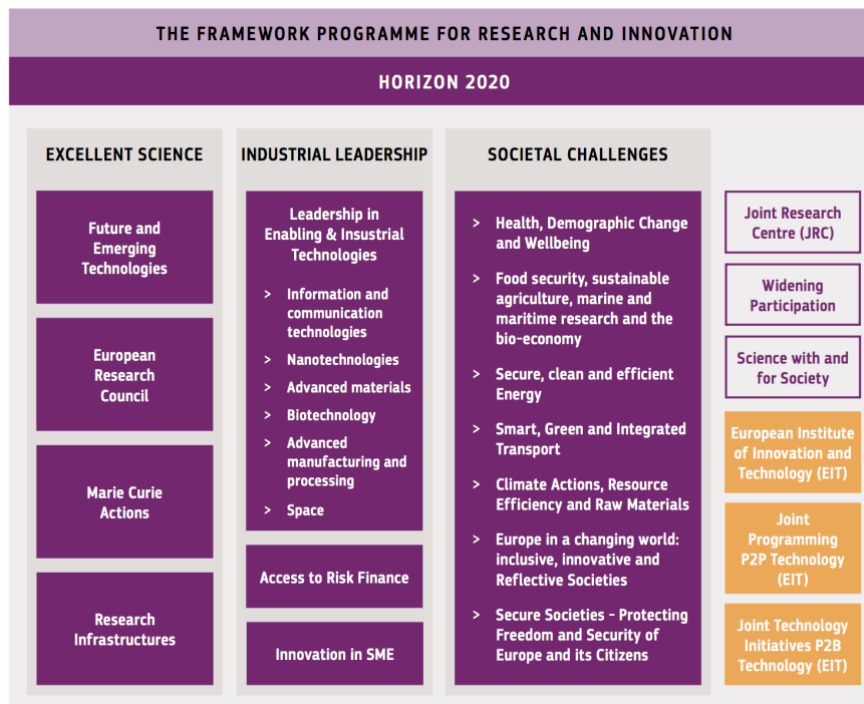 THE FRAMEWORK PROGRAMME FOR RESEARCH AND INNOVATION
HORIZON 2020
EXCELLENT SCIENCE
Future and
Emerging
Technologies
European
Research
Council
Marie Curie
Actions
Research
Infrastructures
INDUSTRIAL LEADERSHIP
Leadership in
Enabling & Insustrial
Technologies
> Information and
communication
technologies
> Nanotechnologies
> Advanced materials
> Biotechnology
> Advanced
manufacturing and
processing
> Space
Access to Risk Finance
Innovation in SME
SOCIETAL CHALLENGES
> Health, Demographic Change
and Wellbeing
> Food security, sustainable
agriculture, marine and
maritime research and the
bio-economy
> Secure, clean and efficient
Energy
> Smart, Green and Integrated
Transport
> Climate Actions, Resource
Efficiency and Raw Materials
> Europe in a changing world:
inclusive, innovative and
Reflective Societies
> Secure Societies - Protecting
Freedom and Security of
Europe and its Citizens
Joint Research
Centre (JRC)
Widening
Participation
Science with and
for Society
European Institute
of Innovation and
Technology (EIT)
Joint
Programming
P2P Technology
(EIT)
Joint Technology
Initiatives P2B
Technology (EIT)